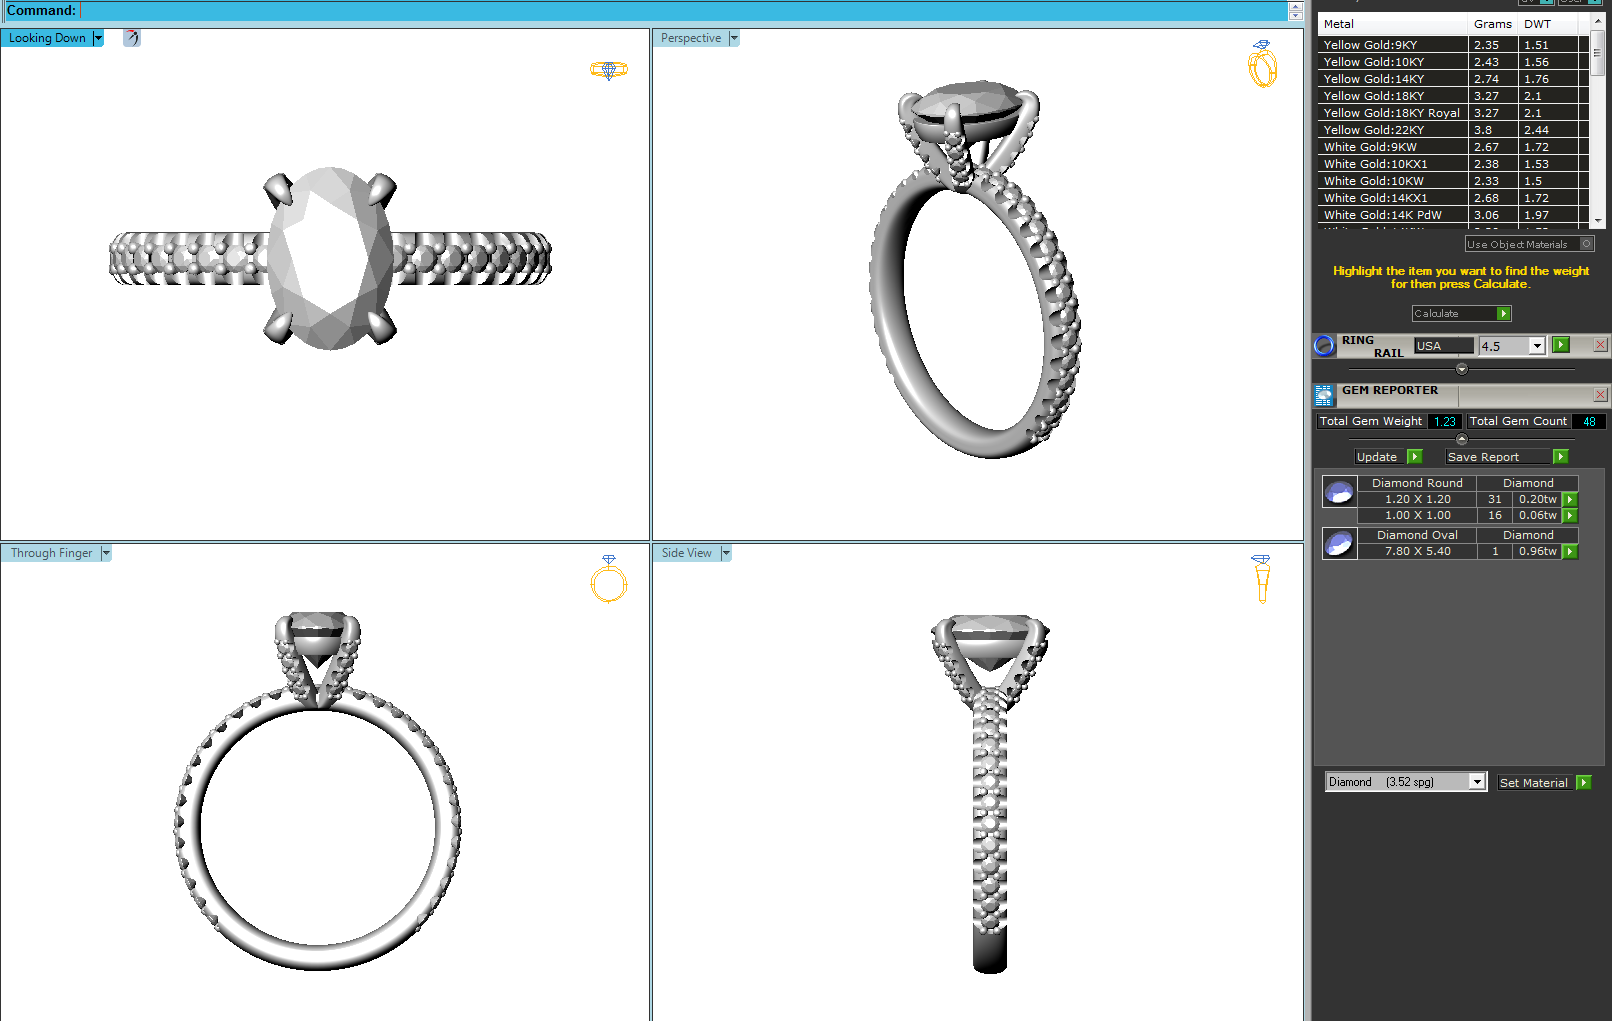 Command:
Looking Down
Perspective
Through Finger
Side View
Metal Grams DWT
Yellow Gold:9KY 2.35 1.51
Yellow Gold:10KY 2.43 1.56
Yellow Gold:14KY 2.74 1.76
Yellow Gold:18KY 3.27 2.1
Yellow Gold:18KY Royal 3.27 2.1
Yellow Gold:22KY 3.8 2.44
White Gold:9KW 2.67 1.72
White Gold:10KX1 2.38 1.53
White Gold:10KW 2.33 1.5
White Gold:14KX1 2.68 1.72
White Gold:14K PdW 3.06 1.97
Use Object Materials
Highlight the item you want to find the weight
for then press Calculate.
Calculate
RING RAIL USA 4.5
GEM REPORTER
Total Gem Weight 1.23 Total Gem Count 48
Update Save Report
Diamond Round Diamond
1.20 X 1.20 31 0.20tw
1.00 X 1.00 16 0.06tw
Diamond Oval Diamond
7.80 X 5.40 1 0.96tw
Diamond (3.52 spg) Set Material